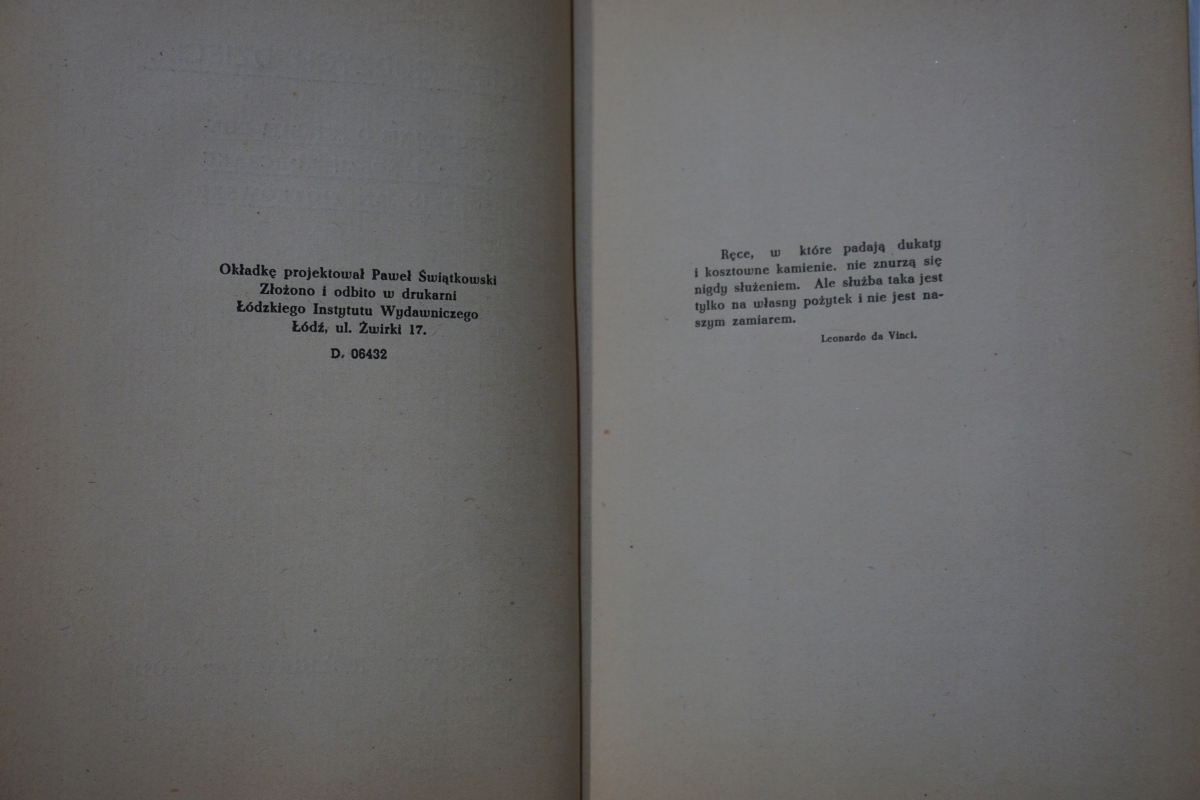 Okładkę projektował Paweł Świątkowski
Złożono i odbito w drukarni
Łódzkiego Instytutu Wydawniczego
Łódź, ul. Żwirki 17.
D. 06432
Ręce, w które padają dukaty
i kosztowne kamienie. nie znurzą się
nigdy służeniem. Ale służba taka jest
tylko na własny pożytek i nie jest na-
szym zamiarem.
Leonardo da Vinci.